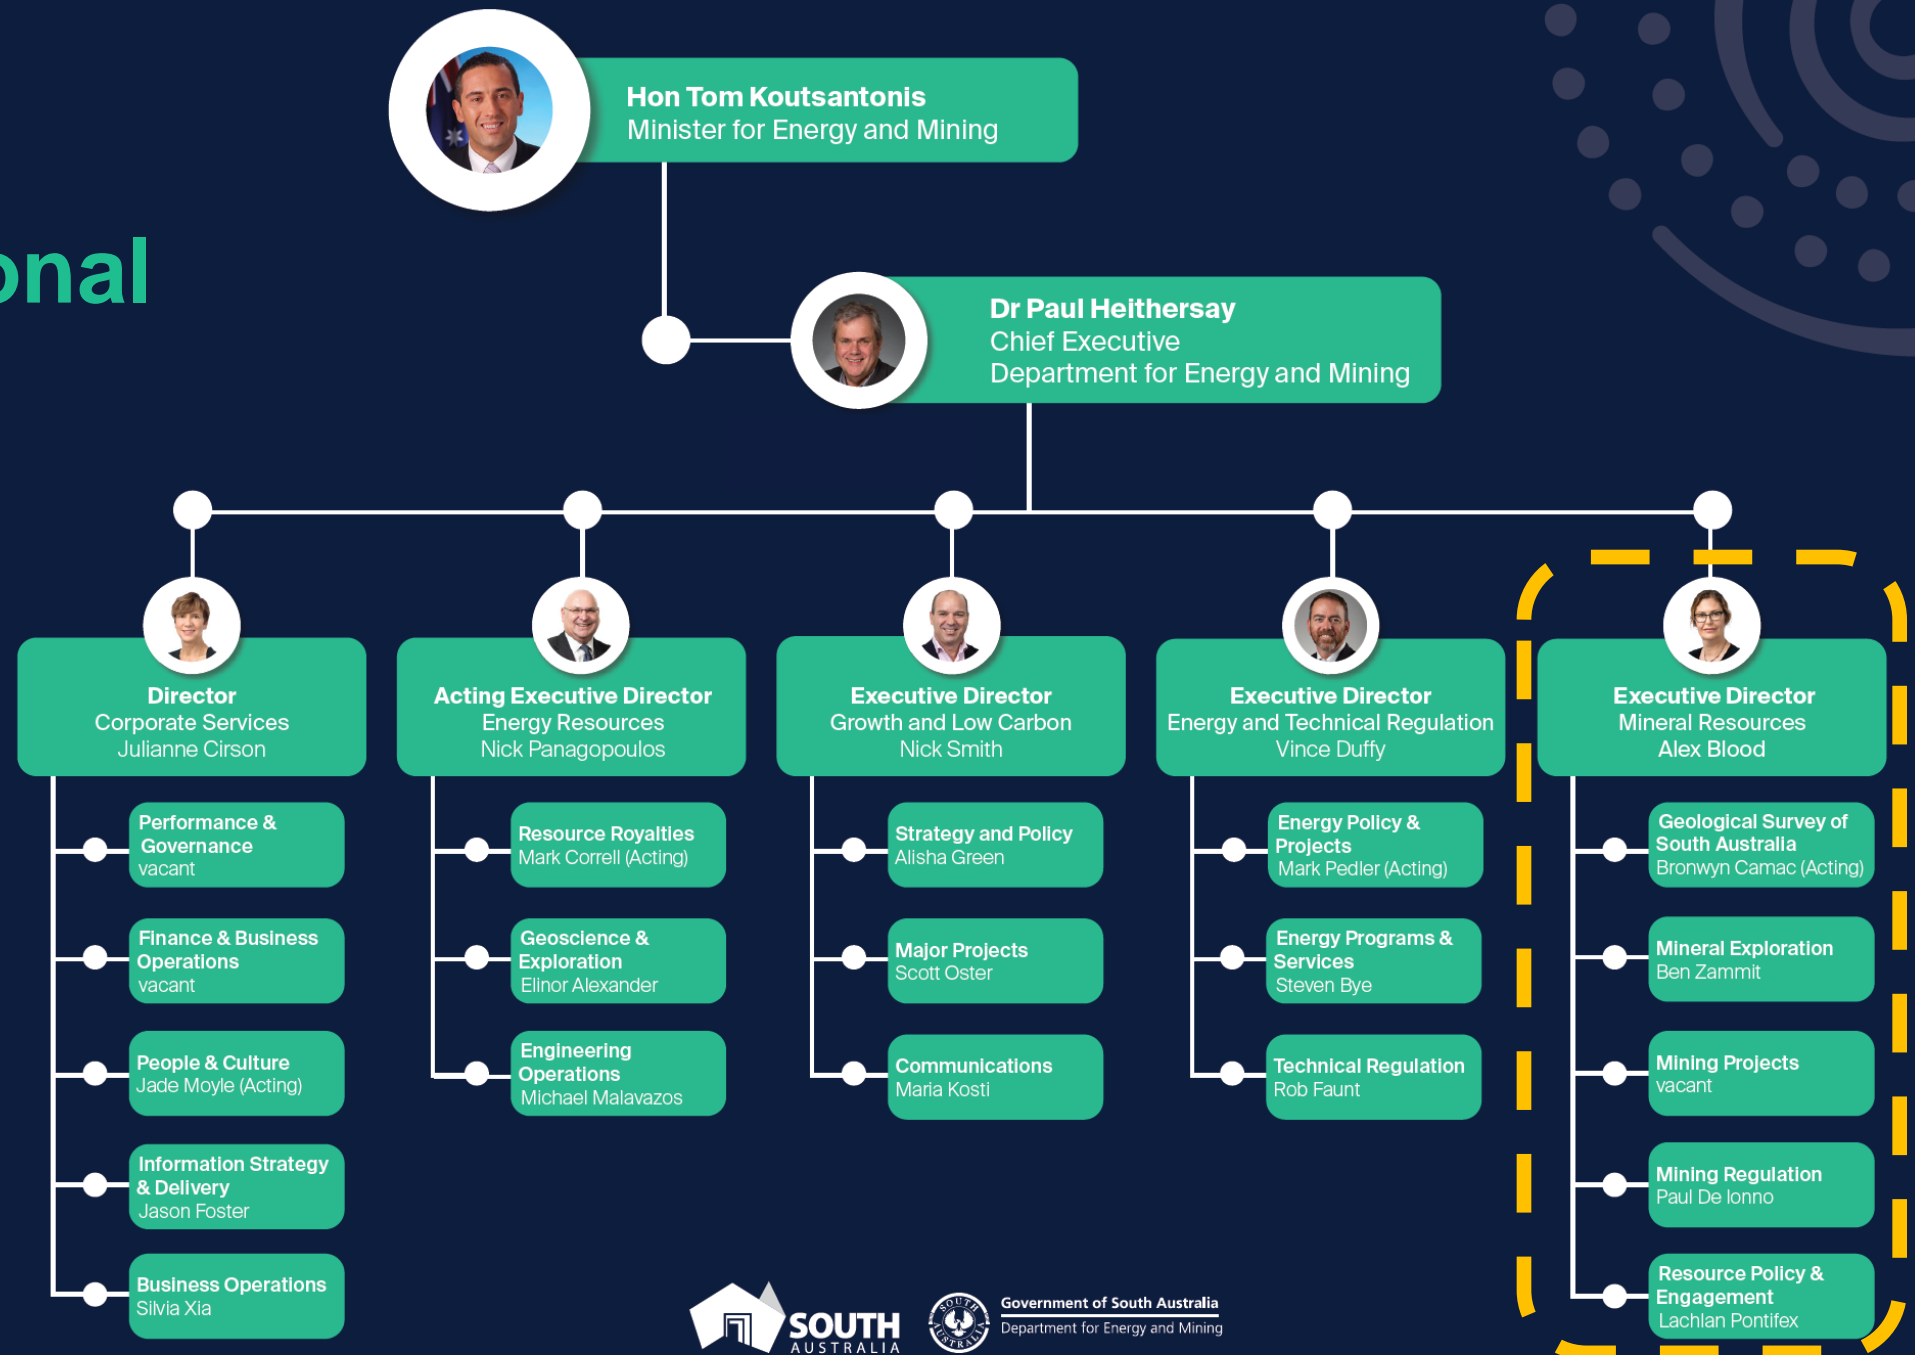 Hon Tom Koutsantonis
Minister for Energy and Mining
onal
Dr Paul Heithersay
Chief Executive
Department for Energy and Mining
Director
Corporate Services
Julianne Cirson
Performance &
Governance
vacant
Finance & Business
Operations
vacant
People & Culture
Jade Moyle (Acting)
Information Strategy
& Delivery
Jason Foster
Business Operations
Silvia Xia
Acting Executive Director
Energy Resources
Nick Panagopoulos
Resource Royalties
Mark Correll (Acting)
Geoscience &
Exploration
Elinor Alexander
Engineering
Operations
Michael Malavazos
Executive Director
Growth and Low Carbon
Nick Smith
Strategy and Policy
Alisha Green
Major Projects
Scott Oster
Communications
Maria Kosti
Executive Director
Energy and Technical Regulation
Vince Duffy
Energy Policy &
Projects
Mark Pedler (Acting)
Energy Programs &
Services
Steven Bye
Technical Regulation
Rob Faunt
Executive Director
Mineral Resources
Alex Blood
Geological Survey of
South Australia
Bronwyn Camac (Acting)
Mineral Exploration
Ben Zammit
Mining Projects
vacant
Mining Regulation
Paul De Ionno
Resource Policy &
Engagement
Lachlan Pontifex
SOUTH
AUSTRALIA
SOUTH
AUSTRALIA
Government of South Australia
Department for Energy and Mining